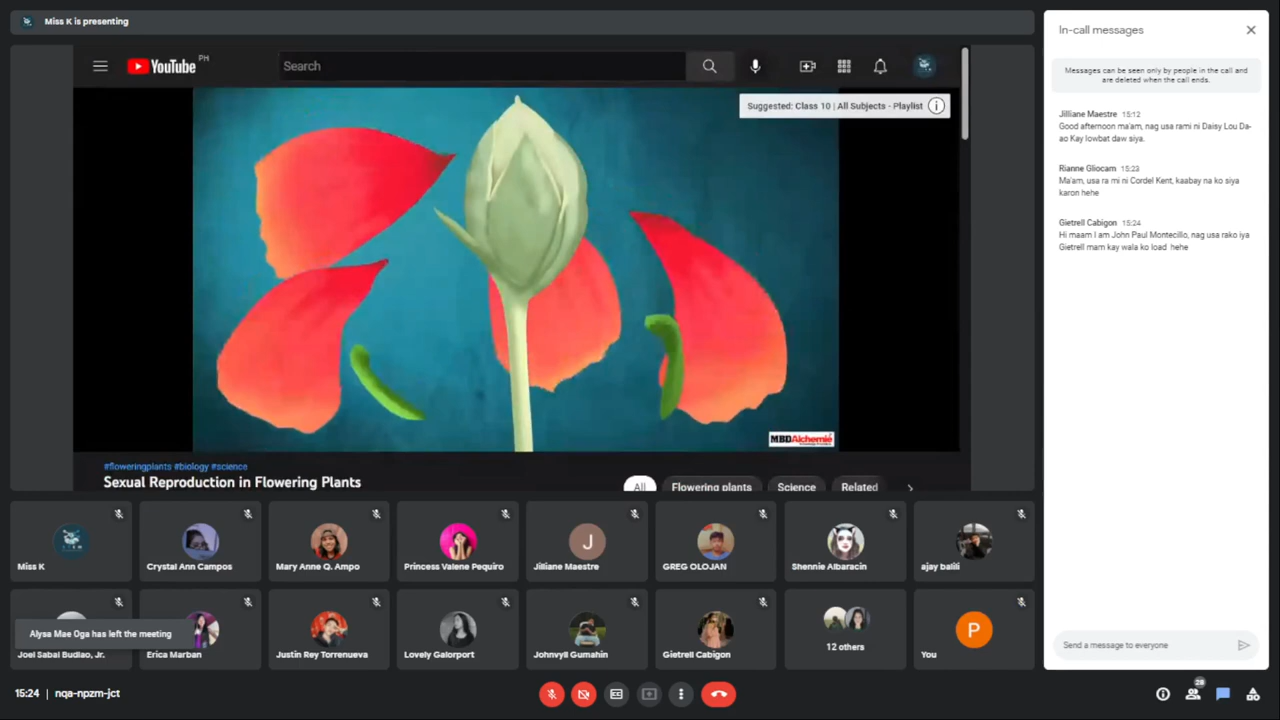 Miss K is presenting
YouTube PH
Search
Suggested: Class 10 | All Subjects - Playlist
MBDAlchemie
#floweringplants #biology #science
Sexual Reproduction in Flowering Plants
All
Flowering plants
Science
Related
Miss K
Crystal Ann Campos
Mary Anne Q. Ampo
Princess Valene Pequiro
Jilliane Maestre
J
GREG OLOJAN
Shennie Albaracin
ajay balili
Alysa Mae Oga has left the meeting
Joel Sabal Budlao, Jr.
Erica Marban
Justin Rey Torrenueva
Lovely Galorport
Johnvyll Gumahin
Gietrell Cabigon
12 others
P
You
15:24 | nqa-npzm-jct
28
In-call messages
Messages can be seen only by people in the call and
are deleted when the call ends.
Jilliane Maestre 15:12
Good afternoon ma'am, nag usa rami ni Daisy Lou Da-
ao Kay lowbat daw siya.
Rianne Gliocam 15:23
Ma'am, usa ra mi ni Cordel Kent, kaabay na ko siya
karon hehe
Gietrell Cabigon 15:24
Hi maam I am John Paul Montecillo, nag usa rako iya
Gietrell mam kay wala ko load hehe
Send a message to everyone